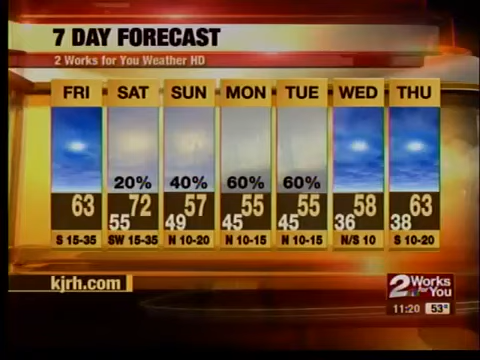 7 DAY FORECAST
2 Works for You Weather HD
FRI SAT SUN MON TUE WED THU
20% 40% 60% 60%
63 72 57 55 55 58 63
55 49 45 45 36 38
S 15-35 SW 15-35 N 10-20 N 10-15 N 10-15 N/S 10 S 10-20
kjrh.com
2 Works for You
11:20 53°